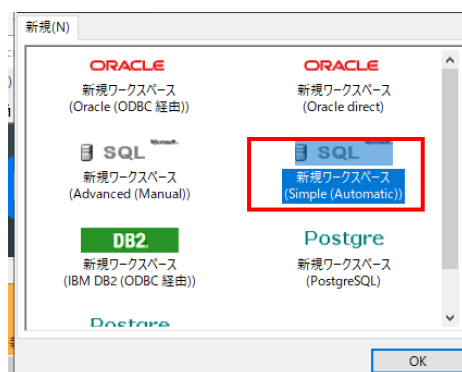 新規(N)
ORACLE
新規ワークスペース
(Oracle (ODBC 経由))
ORACLE
新規ワークスペース
(Oracle direct)
Microsoft
SQL
新規ワークスペース
(Advanced (Manual))
SQL
新規ワークスペース
(Simple (Automatic))
DB2.
新規ワークスペース
(IBM DB2 (ODBC 経由))
Postgre
新規ワークスペース
(PostgreSQL)
Postgre
OK